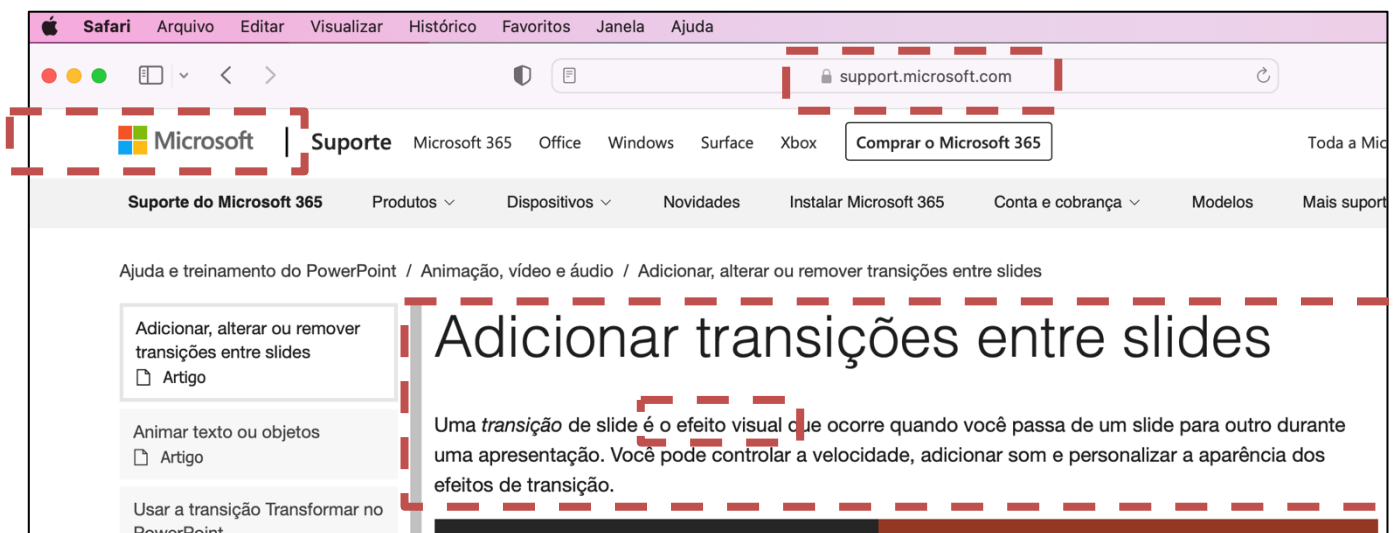 Safari Arquivo Editar Visualizar Histórico Favoritos Janela Ajuda
support.microsoft.com
Microsoft Suporte Microsoft 365 Office Windows Surface Xbox Comprar o Microsoft 365 Toda a Mic
Suporte do Microsoft 365 Produtos Dispositivos Novidades Instalar Microsoft 365 Conta e cobrança Modelos Mais suport
Ajuda e treinamento do PowerPoint / Animação, vídeo e áudio / Adicionar, alterar ou remover transições entre slides
Adicionar, alterar ou remover
transições entre slides
Artigo
Animar texto ou objetos
Artigo
Usar a transição Transformar no
PowerPoint
Adicionar transições entre slides
Uma transição de slide é o efeito visual que ocorre quando você passa de um slide para outro durante
uma apresentação. Você pode controlar a velocidade, adicionar som e personalizar a aparência dos
efeitos de transição.